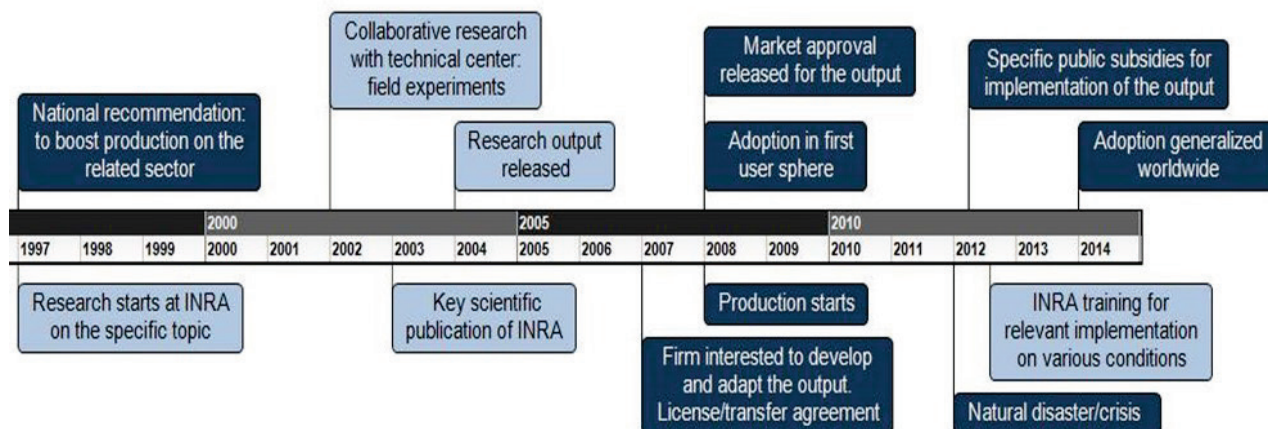 Collaborative research
with technical center:
field experiments
Market approval
released for the output
Specific public subsidies for
implementation of the output
National recommendation:
to boost production on the
related sector
Research output
released
Adoption in first
user sphere
Adoption generalized
worldwide
2000 2005 2010
1997 1998 1999 2000 2001 2002 2003 2004 2005 2006 2007 2008 2009 2010 2011 2012 2013 2014
Research starts at INRA
on the specific topic
Key scientific
publication of INRA
Production starts
INRA training for
relevant implementation
on various conditions
Firm interested to develop
and adapt the output.
License/transfer agreement
Natural disaster/crisis